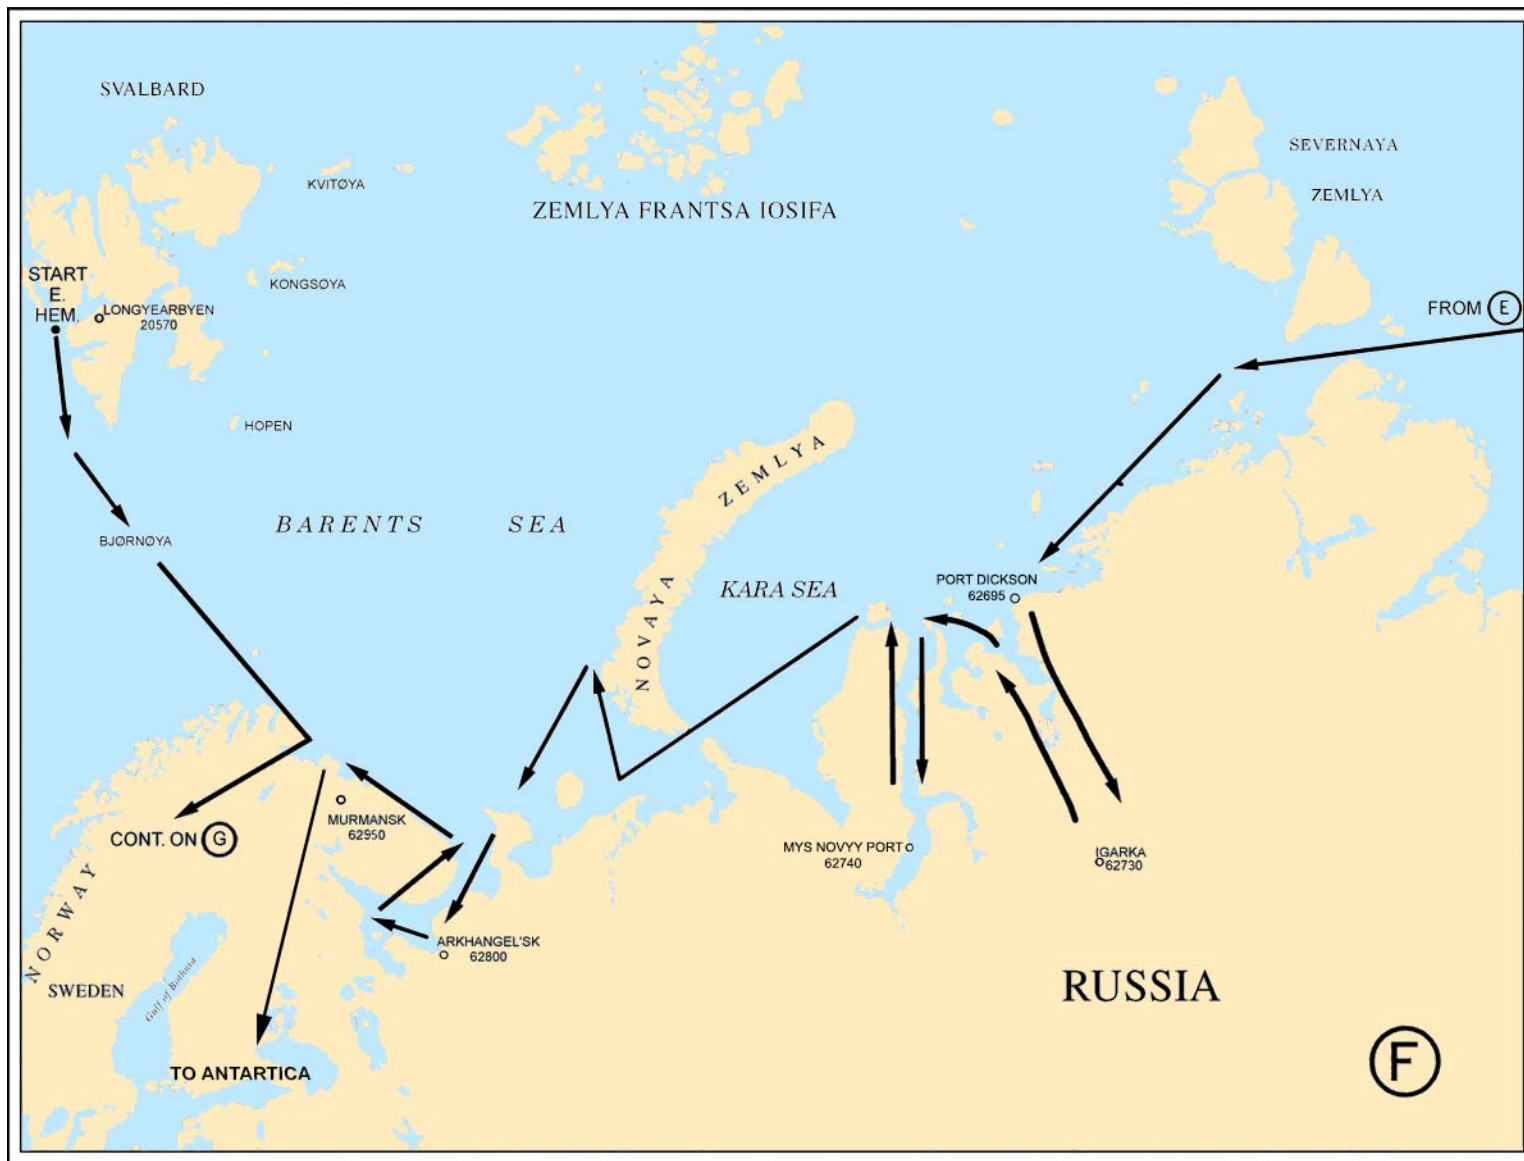 SVALBARD
KVITØYA
ZEMLYA FRANTSA IOSIFA
SEVERNAYA
ZEMLYA
START
E.
HEM.
KONGSØYA
LONGYEARBYEN
20570
FROM E
HOPEN
NOVAYA ZEMLYA
BARENTS SEA
BJØRNØYA
KARA SEA
PORT DICKSON
62695
MURMANSK
62950
CONT. ON G
MYS NOVYY PORT
62740
IGARKA
62730
NORWAY
ARKHANGEL'SK
62800
SWEDEN
Gulf of Bothnia
RUSSIA
F
TO ANTARTICA